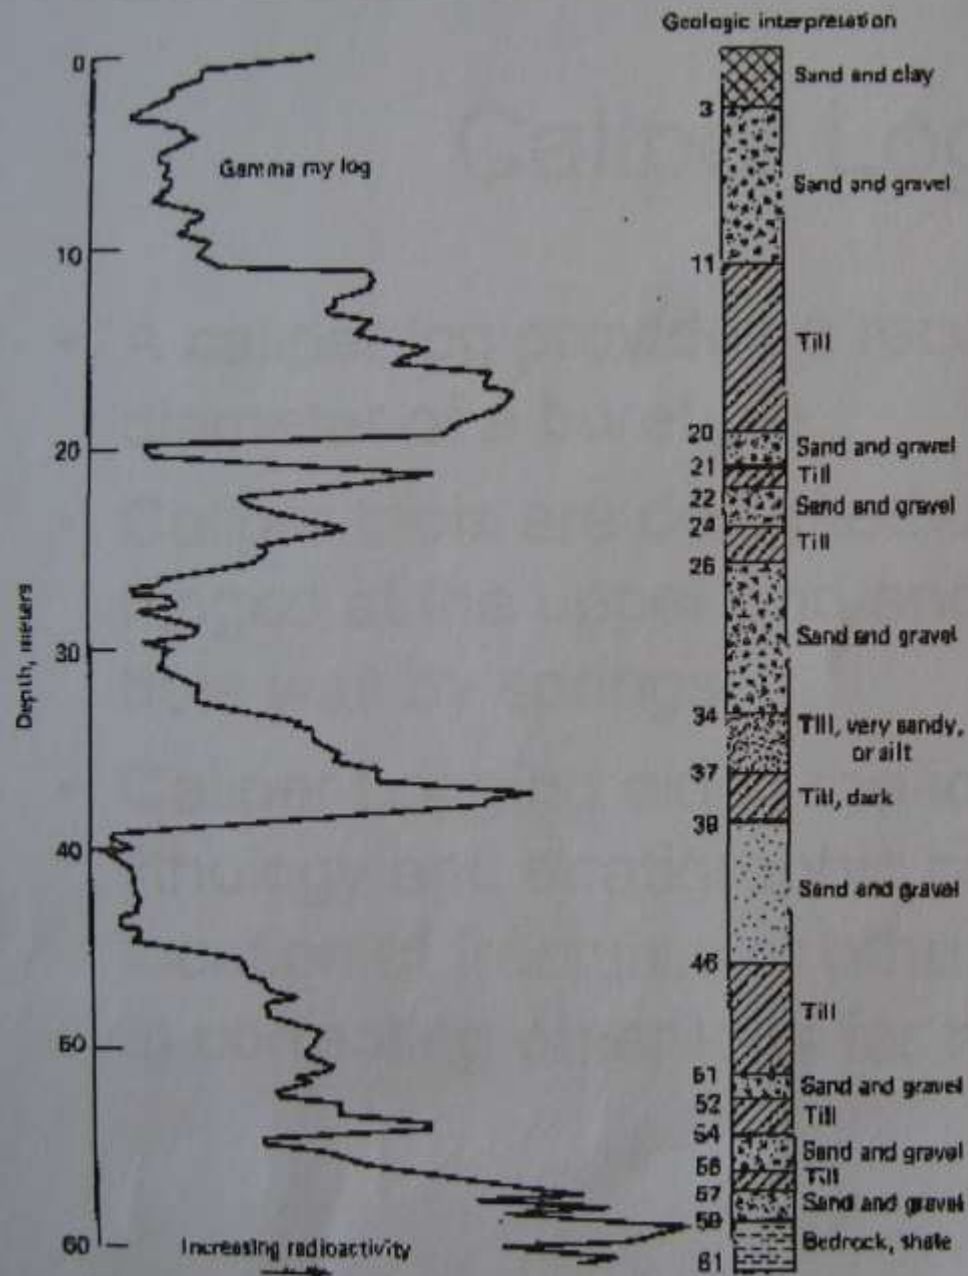 Geologic interpretation
Gamma ray log
Depth, meters
0
10
20
30
40
50
60
Increasing radioactivity
Sand and clay
3
Sand and gravel
11
Till
20
Sand and gravel
21
Till
22
Sand and gravel
24
Till
26
Sand and gravel
34
Till, very sandy,
or silt
37
Till, dark
39
Sand and gravel
46
Till
51
Sand and gravel
52
Till
54
Sand and gravel
56
Till
57
Sand and gravel
59
Bedrock, shale
61